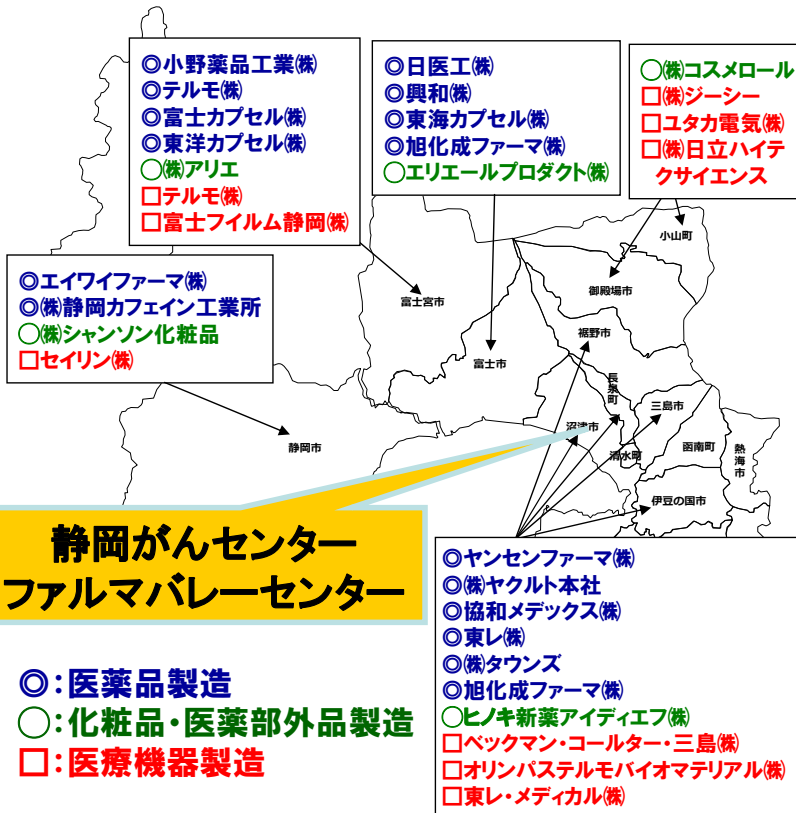 ◎小野薬品工業㈱
◎テルモ㈱
◎富士カプセル㈱
◎東洋カプセル㈱
○㈱アリエ
□テルモ㈱
□富士フイルム静岡㈱
◎日医工㈱
◎興和㈱
◎東海カプセル㈱
◎旭化成ファーマ㈱
○エリエールプロダクト㈱
○㈱コスメロール
□㈱ジーシー
□ユタカ電気㈱
□㈱日立ハイテ
クサイエンス
◎エイワイファーマ㈱
◎㈱静岡カフェイン工業所
○㈱シャンソン化粧品
□セイリン㈱
小山町
御殿場市
富士宮市
裾野市
富士市
長泉町
三島市
沼津市
静岡市
清水町
函南町
熱海市
伊豆の国市
静岡がんセンター
ファルマバレーセンター
◎ヤンセンファーマ㈱
◎㈱ヤクルト本社
◎協和メデックス㈱
◎東レ㈱
◎㈱タウンズ
◎旭化成ファーマ㈱
○ヒノキ新薬アイディエフ㈱
□ベックマン・コールター・三島㈱
□オリンパステルモバイオマテリアル㈱
□東レ・メディカル㈱
◎：医薬品製造
○：化粧品・医薬部外品製造
□：医療機器製造